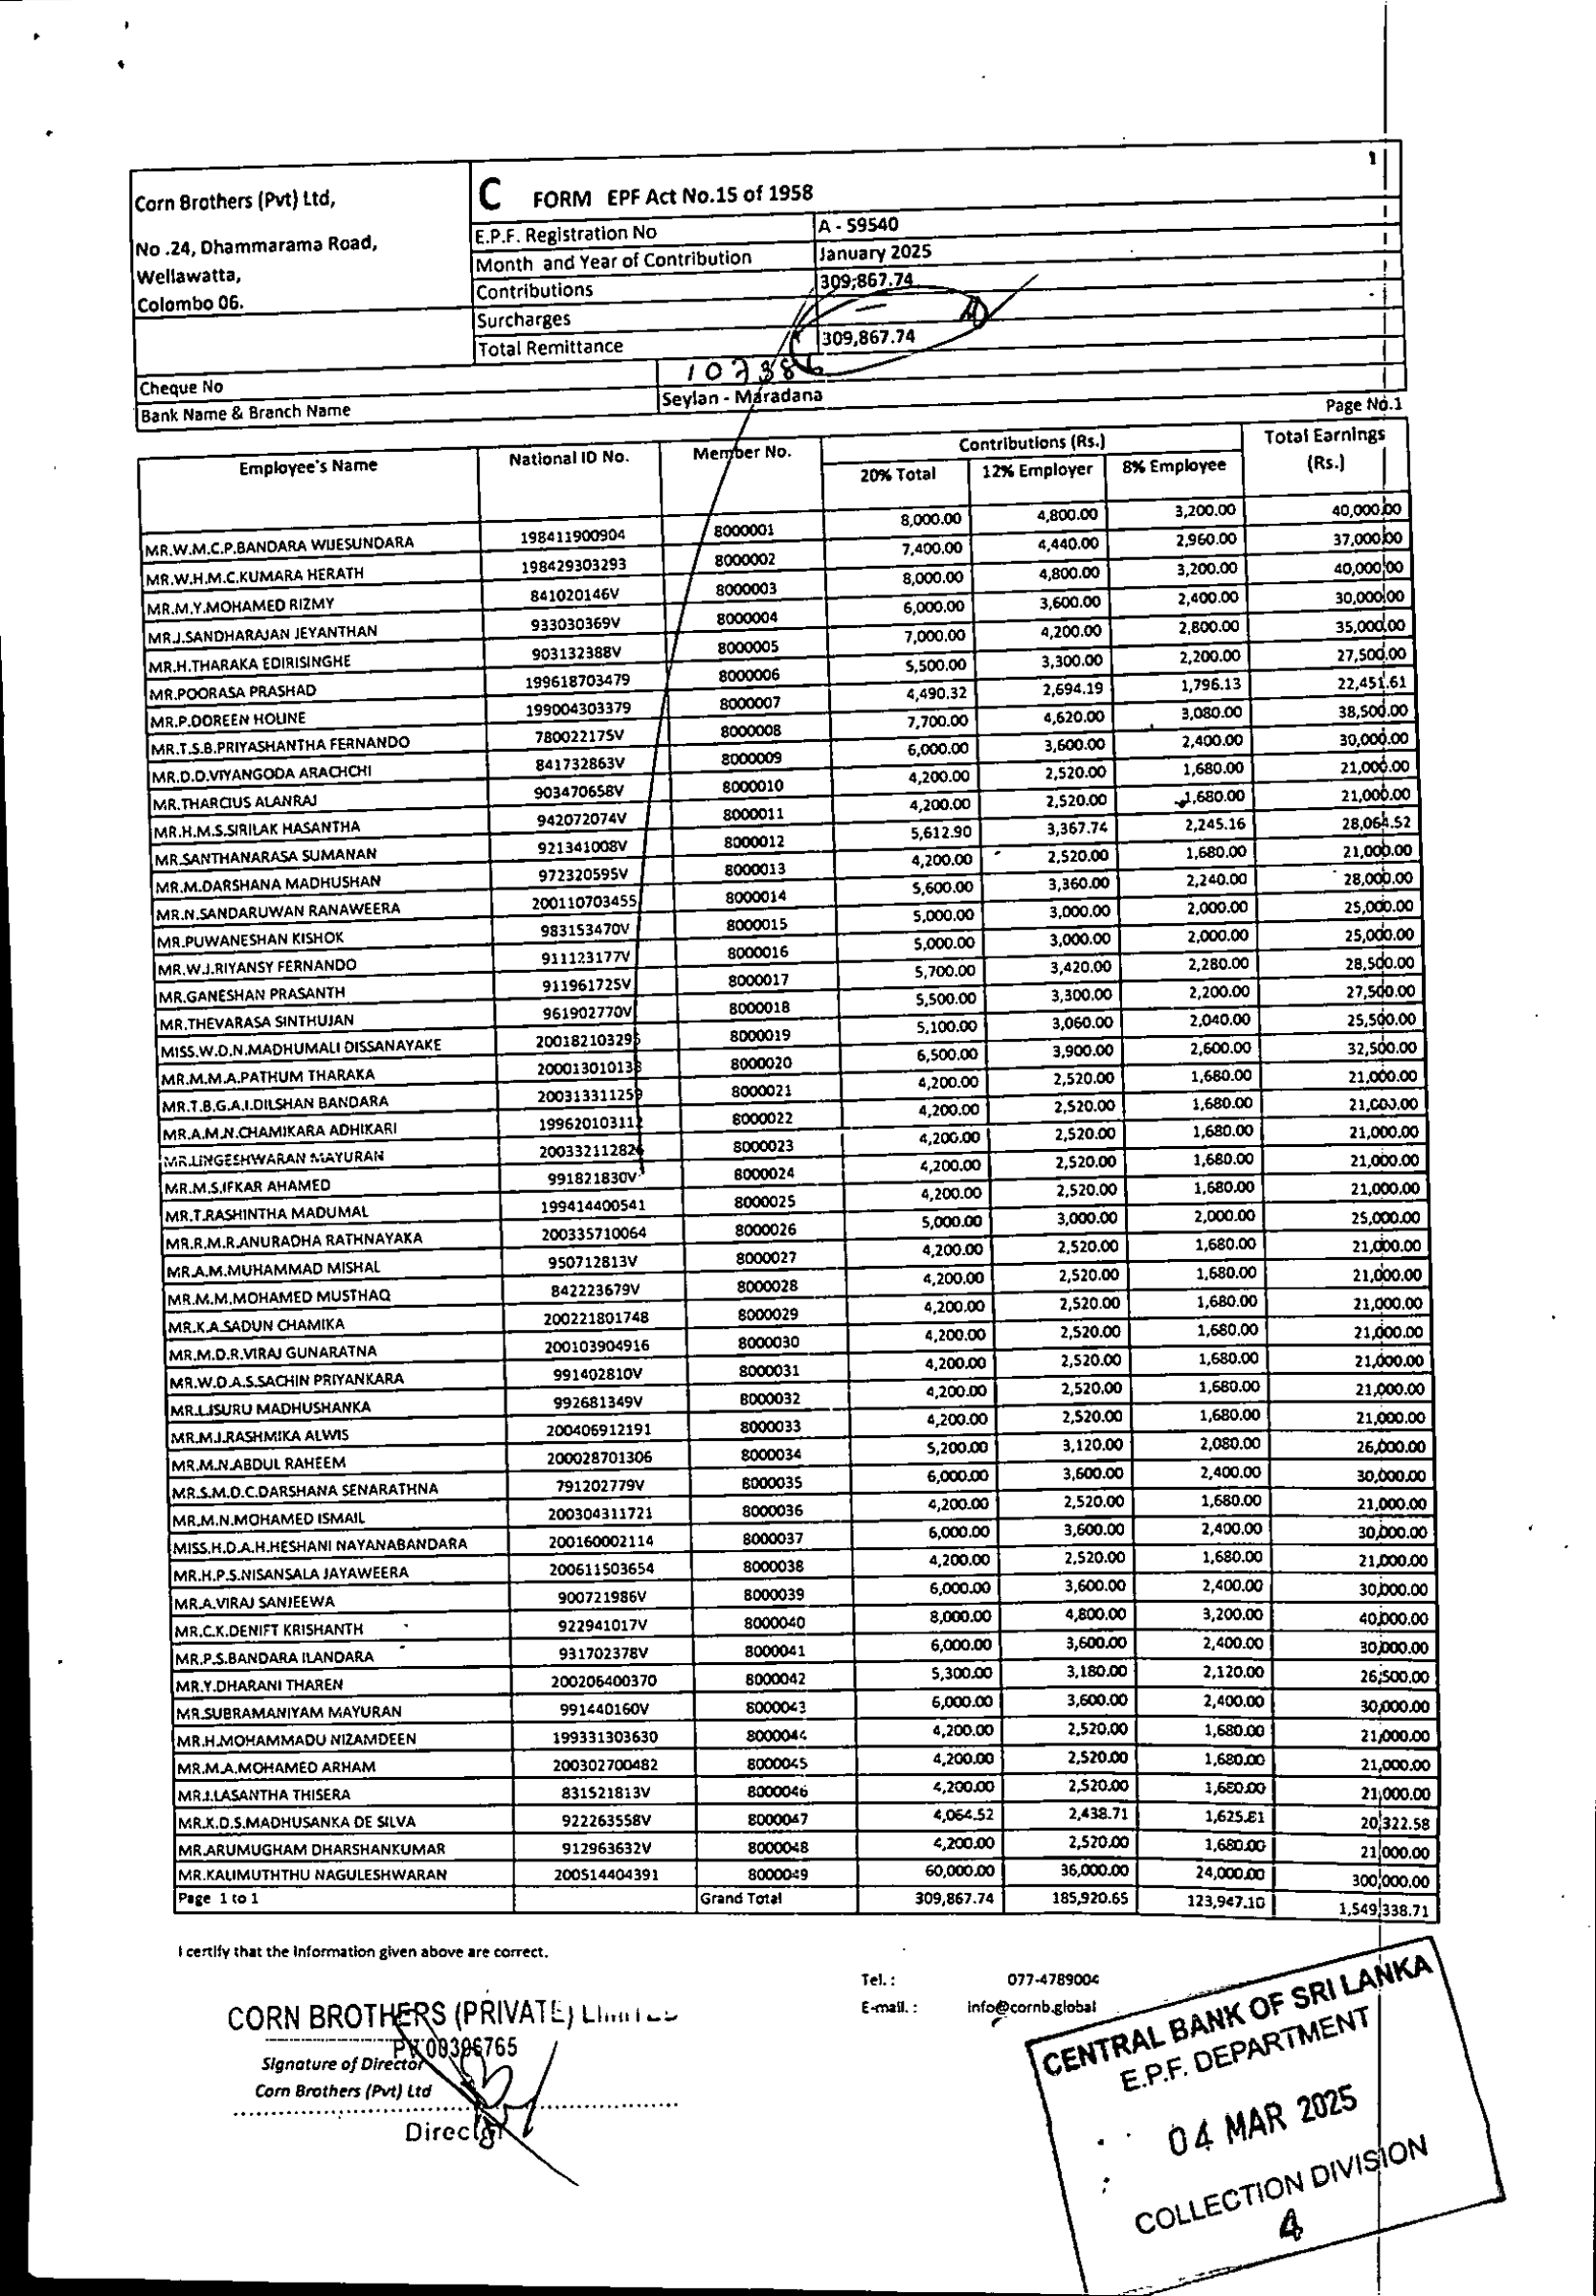 1
Corn Brothers (Pvt) Ltd,
No .24, Dhammarama Road,
Wellawatta,
Colombo 06.
C FORM EPF Act No.15 of 1958
E.P.F. Registration No A - 59540
Month and Year of Contribution January 2025
Contributions 309,867.74
Surcharges –
Total Remittance 309,867.74
Cheque No 107386
Bank Name & Branch Name Seylan - Maradana
Page No.1
Employee's Name National ID No. Member No. Contributions (Rs.) Total Earnings (Rs.)
20% Total 12% Employer 8% Employee
MR.W.M.C.P.BANDARA WIJESUNDARA 198411900904 8000001 8,000.00 4,800.00 3,200.00 40,000.00
MR.W.H.M.C.KUMARA HERATH 198429303293 8000002 7,400.00 4,440.00 2,960.00 37,000.00
MR.M.Y.MOHAMED RIZMY 841020146V 8000003 8,000.00 4,800.00 3,200.00 40,000.00
MR.J.SANDHARAJAN JEYANTHAN 933030369V 8000004 6,000.00 3,600.00 2,400.00 30,000.00
MR.H.THARAKA EDIRISINGHE 903132388V 8000005 7,000.00 4,200.00 2,800.00 35,000.00
MR.POORASA PRASHAD 199618703479 8000006 5,500.00 3,300.00 2,200.00 27,500.00
MR.P.DOREEN HOLINE 199004303379 8000007 4,490.32 2,694.19 1,796.13 22,451.61
MR.T.S.B.PRIYASHANTHA FERNANDO 780022175V 8000008 7,700.00 4,620.00 3,080.00 38,500.00
MR.D.D.VIYANGODA ARACHCHI 841732863V 8000009 6,000.00 3,600.00 2,400.00 30,000.00
MR.THARCIUS ALANRAJ 903470658V 8000010 4,200.00 2,520.00 1,680.00 21,000.00
MR.H.M.S.SIRILAK HASANTHA 942072074V 8000011 4,200.00 2,520.00 1,680.00 21,000.00
MR.SANTHANARASA SUMANAN 921341008V 8000012 5,612.90 3,367.74 2,245.16 28,064.52
MR.M.DARSHANA MADHUSHAN 972320595V 8000013 4,200.00 2,520.00 1,680.00 21,000.00
MR.N.SANDARUWAN RANAWEERA 200110703455 8000014 5,600.00 3,360.00 2,240.00 28,000.00
MR.PUWANESHAN KISHOK 983153470V 8000015 5,000.00 3,000.00 2,000.00 25,000.00
MR.W.J.RIYANSY FERNANDO 911123177V 8000016 5,000.00 3,000.00 2,000.00 25,000.00
MR.GANESHAN PRASANTH 911961725V 8000017 5,700.00 3,420.00 2,280.00 28,500.00
MR.THEVARASA SINTHUJAN 961902770V 8000018 5,500.00 3,300.00 2,200.00 27,500.00
MISS.W.D.N.MADHUMALI DISSANAYAKE 200182103295 8000019 5,100.00 3,060.00 2,040.00 25,500.00
MR.M.M.A.PATHUM THARAKA 200013010138 8000020 6,500.00 3,900.00 2,600.00 32,500.00
MR.T.B.G.A.I.DILSHAN BANDARA 200313311259 8000021 4,200.00 2,520.00 1,680.00 21,000.00
MR.A.M.N.CHAMIKARA ADHIKARI 199620103112 8000022 4,200.00 2,520.00 1,680.00 21,000.00
MR.LINGESHWARAN MAYURAN 200332112826 8000023 4,200.00 2,520.00 1,680.00 21,000.00
MR.M.S.IFKAR AHAMED 991821830V 8000024 4,200.00 2,520.00 1,680.00 21,000.00
MR.T.RASHINTHA MADUMAL 199414400541 8000025 4,200.00 2,520.00 1,680.00 21,000.00
MR.R.M.R.ANURADHA RATHNAYAKA 200335710064 8000026 5,000.00 3,000.00 2,000.00 25,000.00
MR.A.M.MUHAMMAD MISHAL 950712813V 8000027 4,200.00 2,520.00 1,680.00 21,000.00
MR.M.M.MOHAMED MUSTHAQ 842223679V 8000028 4,200.00 2,520.00 1,680.00 21,000.00
MR.K.A.SADUN CHAMIKA 200221801748 8000029 4,200.00 2,520.00 1,680.00 21,000.00
MR.M.D.R.VIRAJ GUNARATNA 200103904916 8000030 4,200.00 2,520.00 1,680.00 21,000.00
MR.W.D.A.S.SACHIN PRIYANKARA 991402810V 8000031 4,200.00 2,520.00 1,680.00 21,000.00
MR.L.ISURU MADHUSHANKA 992681349V 8000032 4,200.00 2,520.00 1,680.00 21,000.00
MR.M.J.RASHMIKA ALWIS 200406912191 8000033 4,200.00 2,520.00 1,680.00 21,000.00
MR.M.N.ABDUL RAHEEM 200028701306 8000034 5,200.00 3,120.00 2,080.00 26,000.00
MR.S.M.D.C.DARSHANA SENARATHNA 791202779V 8000035 6,000.00 3,600.00 2,400.00 30,000.00
MR.M.N.MOHAMED ISMAIL 200304311721 8000036 4,200.00 2,520.00 1,680.00 21,000.00
MISS.H.D.A.H.HESHANI NAYANABANDARA 200160002114 8000037 6,000.00 3,600.00 2,400.00 30,000.00
MR.H.P.S.NISANSALA JAYAWEERA 200611503654 8000038 4,200.00 2,520.00 1,680.00 21,000.00
MR.A.VIRAJ SANJEEWA 900721986V 8000039 6,000.00 3,600.00 2,400.00 30,000.00
MR.C.K.DENIFT KRISHANTH 922941017V 8000040 8,000.00 4,800.00 3,200.00 40,000.00
MR.P.S.BANDARA ILANDARA 931702378V 8000041 6,000.00 3,600.00 2,400.00 30,000.00
MR.Y.DHARANI THAREN 200206400370 8000042 5,300.00 3,180.00 2,120.00 26,500.00
MR.SUBRAMANIYAM MAYURAN 991440160V 8000043 6,000.00 3,600.00 2,400.00 30,000.00
MR.H.MOHAMMADU NIZAMDEEN 199331303630 8000044 4,200.00 2,520.00 1,680.00 21,000.00
MR.M.A.MOHAMED ARHAM 200302700482 8000045 4,200.00 2,520.00 1,680.00 21,000.00
MR.J.LASANTHA THISERA 831521813V 8000046 4,200.00 2,520.00 1,680.00 21,000.00
MR.K.D.S.MADHUSANKA DE SILVA 922263558V 8000047 4,064.52 2,438.71 1,625.81 20,322.58
MR.ARUMUGHAM DHARSHANKUMAR 912963632V 8000048 4,200.00 2,520.00 1,680.00 21,000.00
MR.KALIMUTHTHU NAGULESHWARAN 200514404391 8000049 60,000.00 36,000.00 24,000.00 300,000.00
Page 1 to 1 Grand Total 309,867.74 185,920.65 123,947.10 1,549,338.71
I certify that the Information given above are correct.
Tel. : 077-4789004
E-mail. : info@cornb.global
CORN BROTHERS (PRIVATE) LIMITED
PV 00396765
Signature of Director
Corn Brothers (Pvt) Ltd
Director
CENTRAL BANK OF SRI LANKA
E.P.F. DEPARTMENT
04 MAR 2025
COLLECTION DIVISION
4